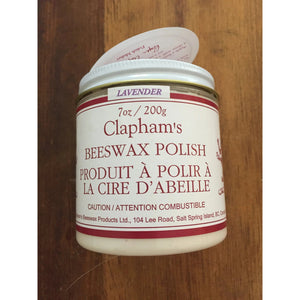 LAVENDER
7oz / 200g
Clapham's
BEESWAX POLISH
PRODUIT À POLIR À
LA CIRE D'ABEILLE
CAUTION / ATTENTION COMBUSTIBLE
Beeswax Products Ltd., 104 Lee Road, Salt Spring Island, BC,